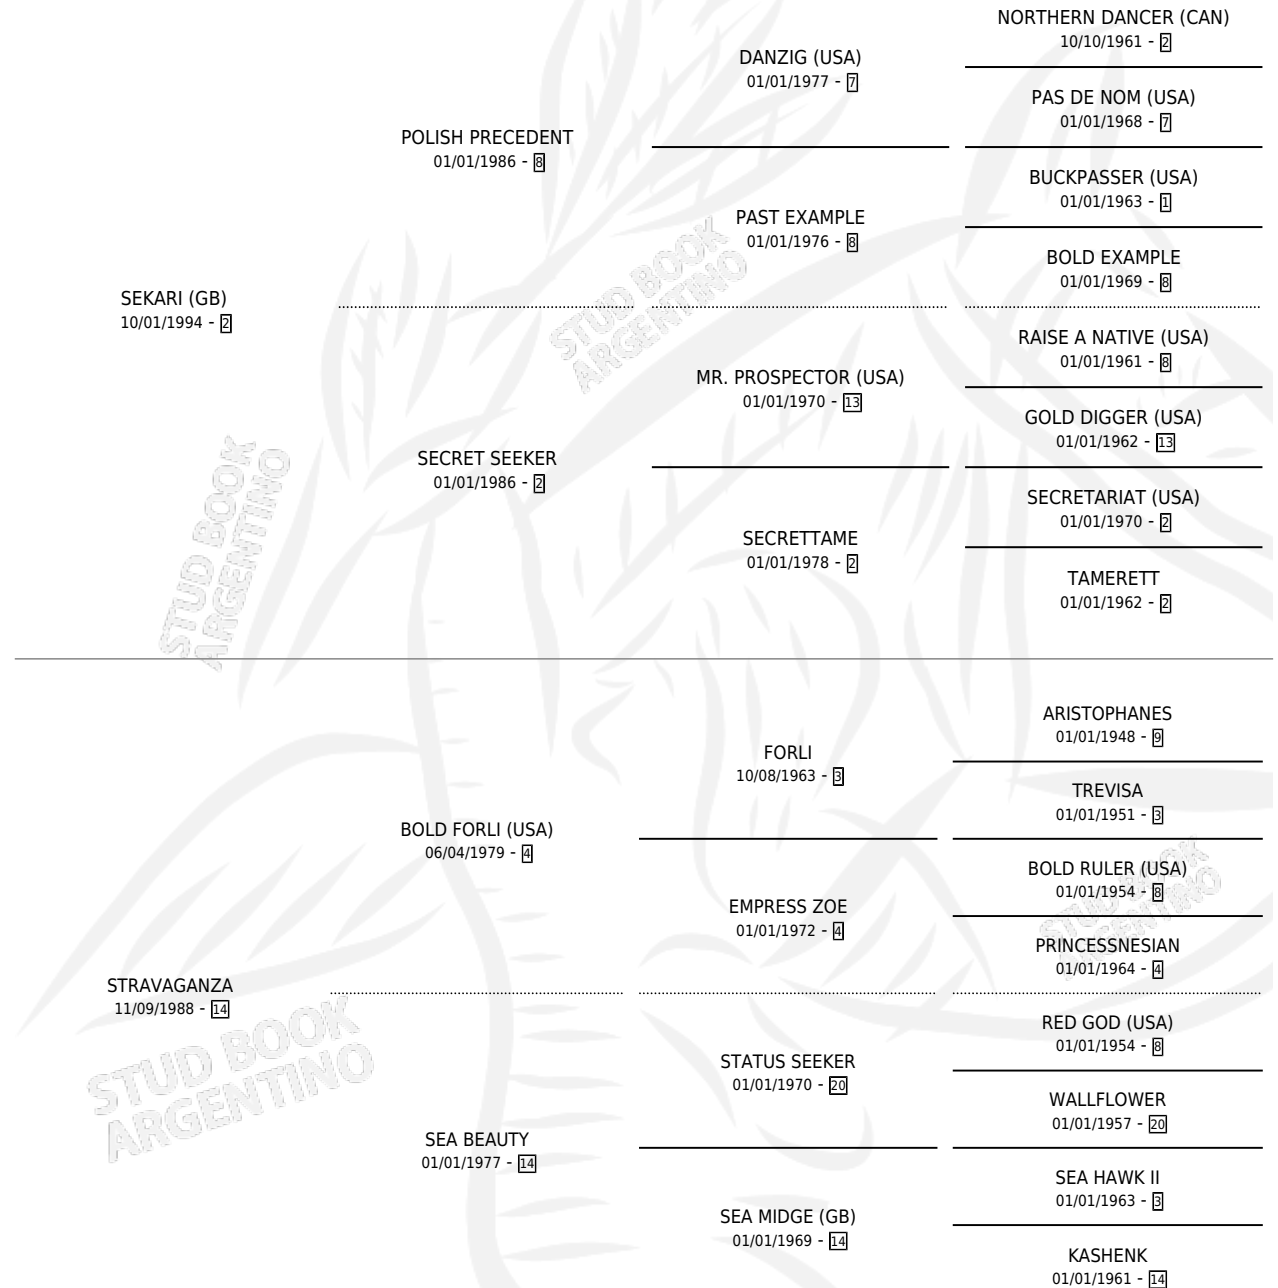 NORTHERN DANCER (CAN)
10/10/1961 - 2
DANZIG (USA)
01/01/1977 - 7
PAS DE NOM (USA)
01/01/1968 - 7
POLISH PRECEDENT
01/01/1986 - 8
BUCKPASSER (USA)
01/01/1963 - 1
PAST EXAMPLE
01/01/1976 - 8
BOLD EXAMPLE
01/01/1969 - 8
SEKARI (GB)
10/01/1994 - 2
STUD BOOK
ARGENTINO
RAISE A NATIVE (USA)
01/01/1961 - 8
MR. PROSPECTOR (USA)
01/01/1970 - 13
GOLD DIGGER (USA)
01/01/1962 - 13
SECRET SEEKER
01/01/1986 - 2
SECRETARIAT (USA)
01/01/1970 - 2
SECRETTAME
01/01/1978 - 2
TAMERETT
01/01/1962 - 2
STUD BOOK
ARGENTINO
ARISTOPHANES
01/01/1948 - 9
FORLI
10/08/1963 - 3
TREVISA
01/01/1951 - 3
BOLD FORLI (USA)
06/04/1979 - 4
BOLD RULER (USA)
01/01/1954 - 8
EMPRESS ZOE
01/01/1972 - 4
STUD BOOK
ARGENTINO
PRINCESSNESIAN
01/01/1964 - 4
STRAVAGANZA
11/09/1988 - 14
STUD BOOK
ARGENTINO
RED GOD (USA)
01/01/1954 - 8
STATUS SEEKER
01/01/1970 - 20
WALLFLOWER
01/01/1957 - 20
SEA BEAUTY
01/01/1977 - 14
SEA HAWK II
01/01/1963 - 3
SEA MIDGE (GB)
01/01/1969 - 14
KASHENK
01/01/1961 - 14